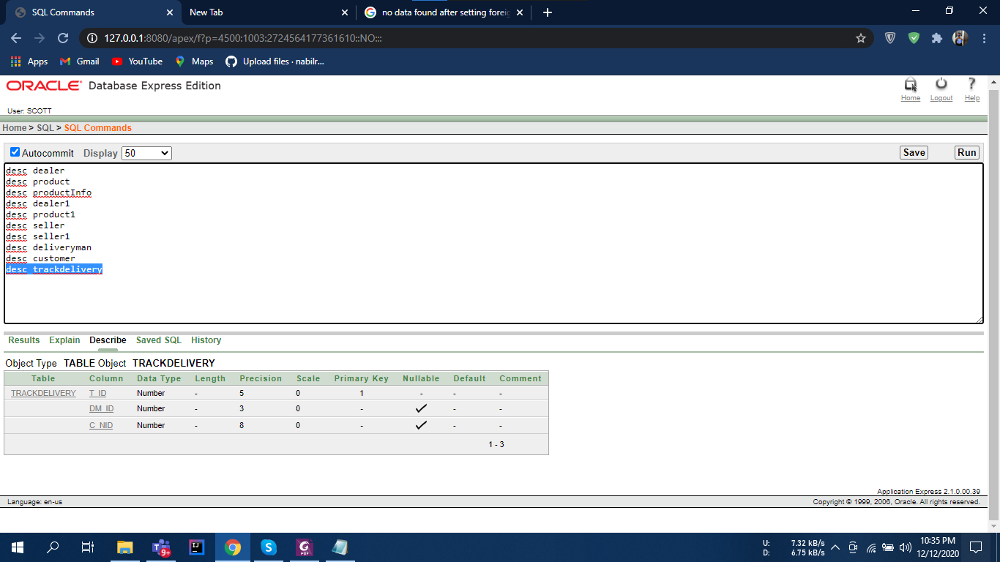 SQL Commands
New Tab
no data found after setting foreig
127.0.0.1:8080/apex/f?p=4500:1003:2724564177361610::NO:::
Apps Gmail YouTube Maps Upload files · nabilr...
ORACLE Database Express Edition
Home Logout Help
User: SCOTT
Home > SQL > SQL Commands
Autocommit Display 50 Save Run
desc dealer
desc product
desc productInfo
desc dealer1
desc product1
desc seller
desc seller1
desc deliveryman
desc customer
desc trackdelivery
Results Explain Describe Saved SQL History
Object Type TABLE Object TRACKDELIVERY
Table Column Data Type Length Precision Scale Primary Key Nullable Default Comment
TRACKDELIVERY T_ID Number - 5 0 1 - - -
DM_ID Number - 3 0 - - -
C_NID Number - 8 0 - - -
1 - 3
Application Express 2.1.0.00.39
Language: en-us Copyright © 1999, 2006, Oracle. All rights reserved.
9+ IJ S PDF
U: 7.32 kB/s
D: 6.75 kB/s
10:35 PM
12/12/2020